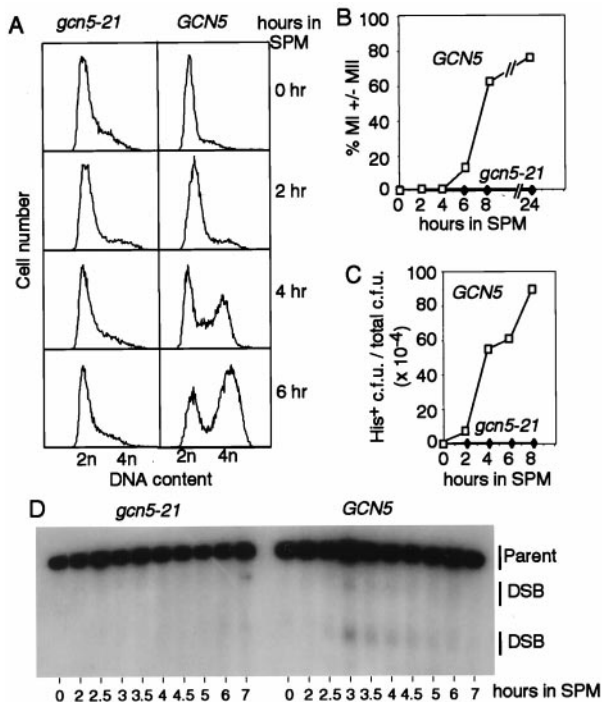 A
gcn5-21 GCN5 hours in SPM
0 hr
2 hr
4 hr
6 hr
Cell number
2n 4n 2n 4n
DNA content
B
% MI +/- MII
80
60
40
20
0
GCN5
gcn5-21
0 2 4 6 8 24
hours in SPM
C
His+ c.f.u. / total c.f.u.
(x 10-4)
100
80
60
40
20
0
GCN5
gcn5-21
0 2 4 6 8
hours in SPM
D
gcn5-21 GCN5
Parent
DSB
DSB
0 2 2.5 3 3.5 4 4.5 5 6 7 0 2 2.5 3 3.5 4 4.5 5 6 7 hours in SPM